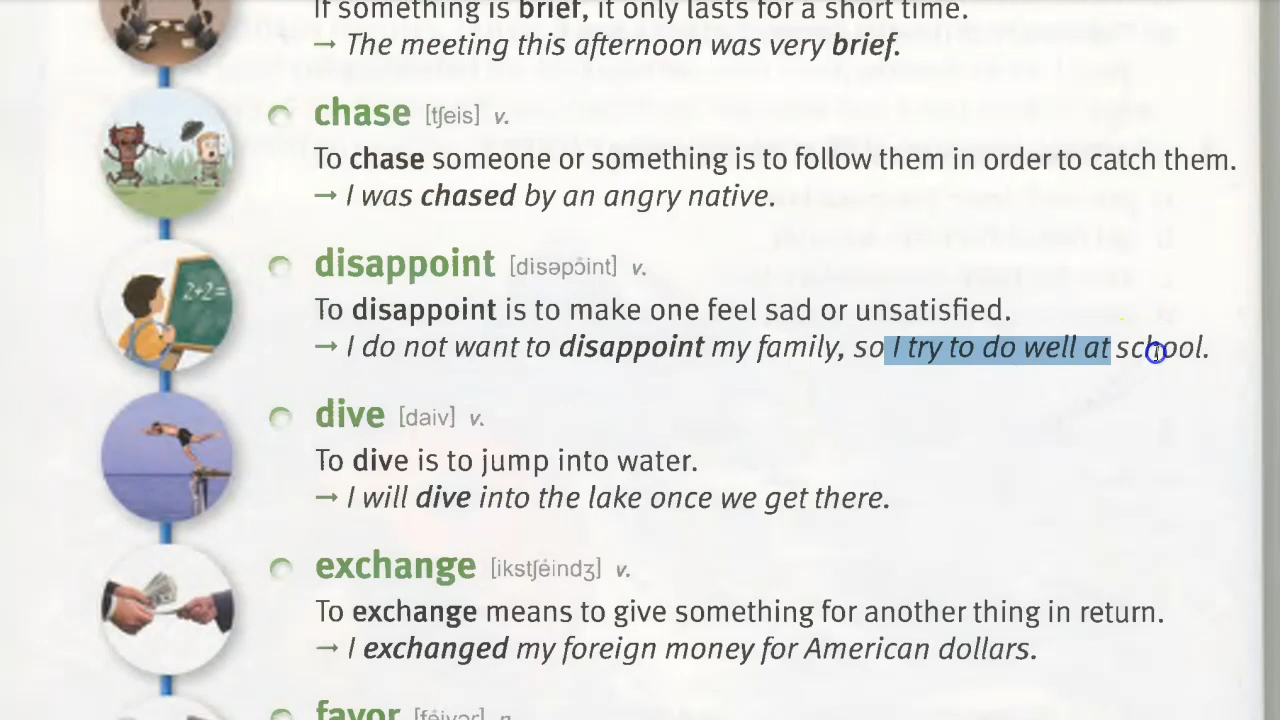 If something is brief, it only lasts for a short time.
→ The meeting this afternoon was very brief.
chase [tʃeis] v.
To chase someone or something is to follow them in order to catch them.
→ I was chased by an angry native.
disappoint [disəpɔ́int] v.
To disappoint is to make one feel sad or unsatisfied.
→ I do not want to disappoint my family, so I try to do well at school.
dive [daiv] v.
To dive is to jump into water.
→ I will dive into the lake once we get there.
exchange [ikstʃéindʒ] v.
To exchange means to give something for another thing in return.
→ I exchanged my foreign money for American dollars.
favor [féivər] n.
2+2=